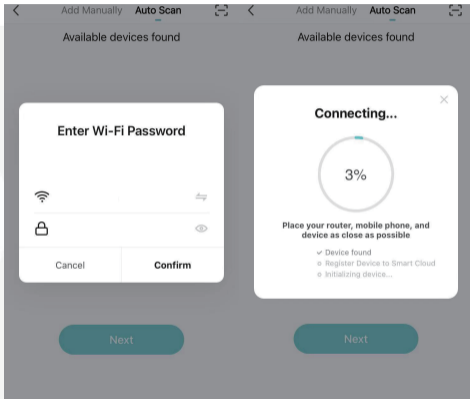 Add Manually Auto Scan
Available devices found
Enter Wi-Fi Password
Cancel Confirm
Next
Add Manually Auto Scan
Available devices found
Connecting...
3%
Place your router, mobile phone, and
device as close as possible
Device found
Register Device to Smart Cloud
Initializing device...
Next